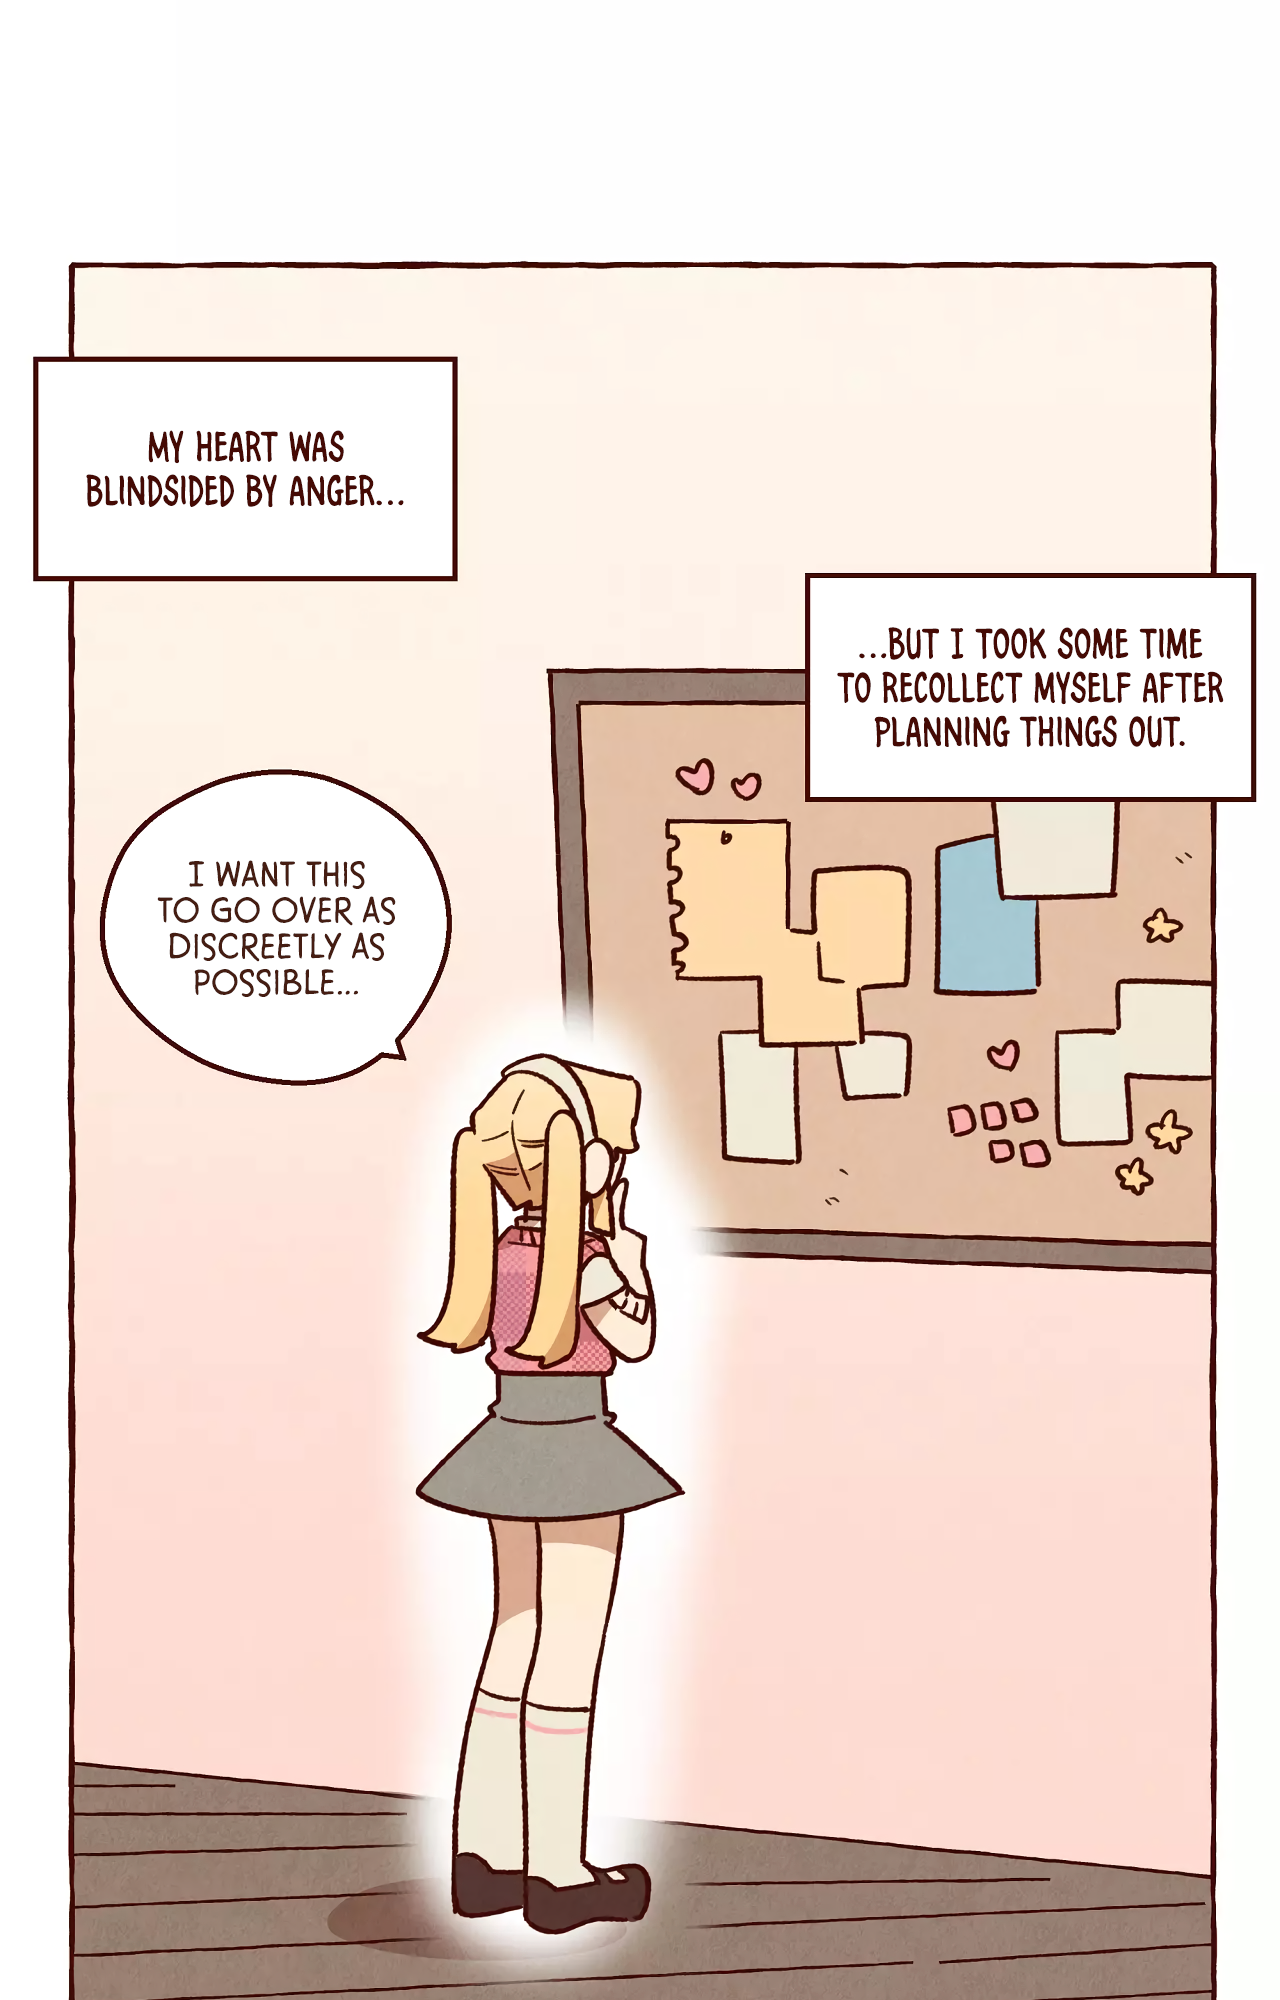 MY HEART WAS
BLINDSIDED BY ANGER...
...BUT I TOOK SOME TIME
TO RECOLLECT MYSELF AFTER
PLANNING THINGS OUT.
I WANT THIS
TO GO OVER AS
DISCREETLY AS
POSSIBLE...